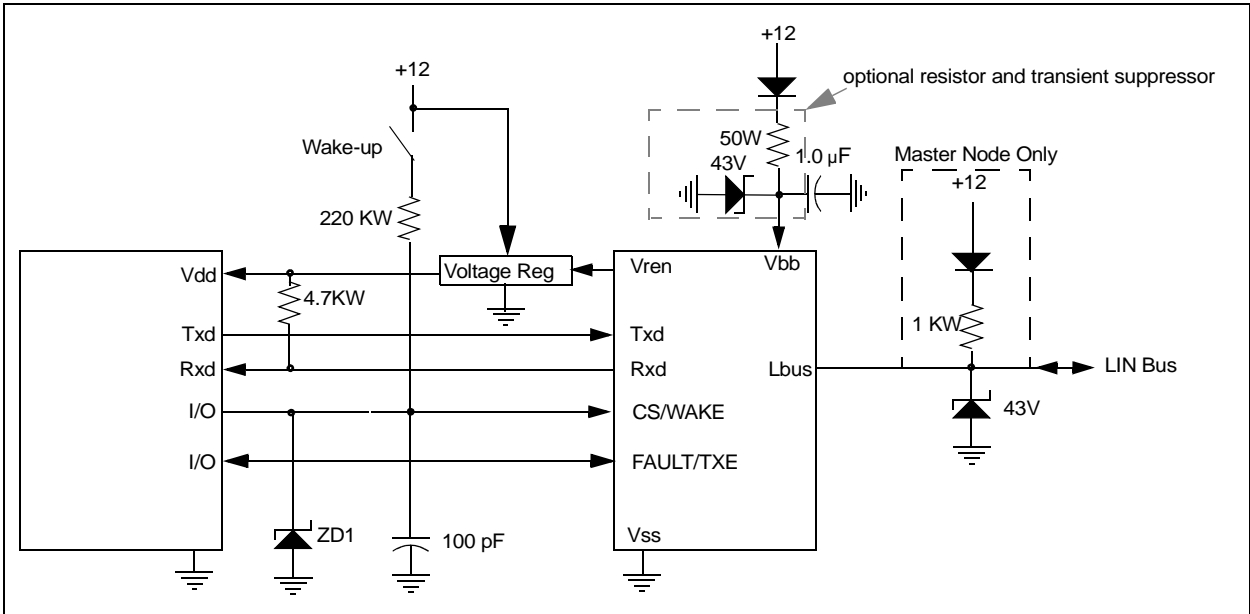 +12
optional resistor and transient suppressor
+12
Wake-up
50W
1.0 µF
43V
Master Node Only
+12
220 KW
Vdd
Voltage Reg
Vren
Vbb
4.7KW
1 KW
Txd
Txd
Rxd
Rxd
Lbus
LIN Bus
I/O
CS/WAKE
43V
I/O
FAULT/TXE
ZD1
100 pF
Vss